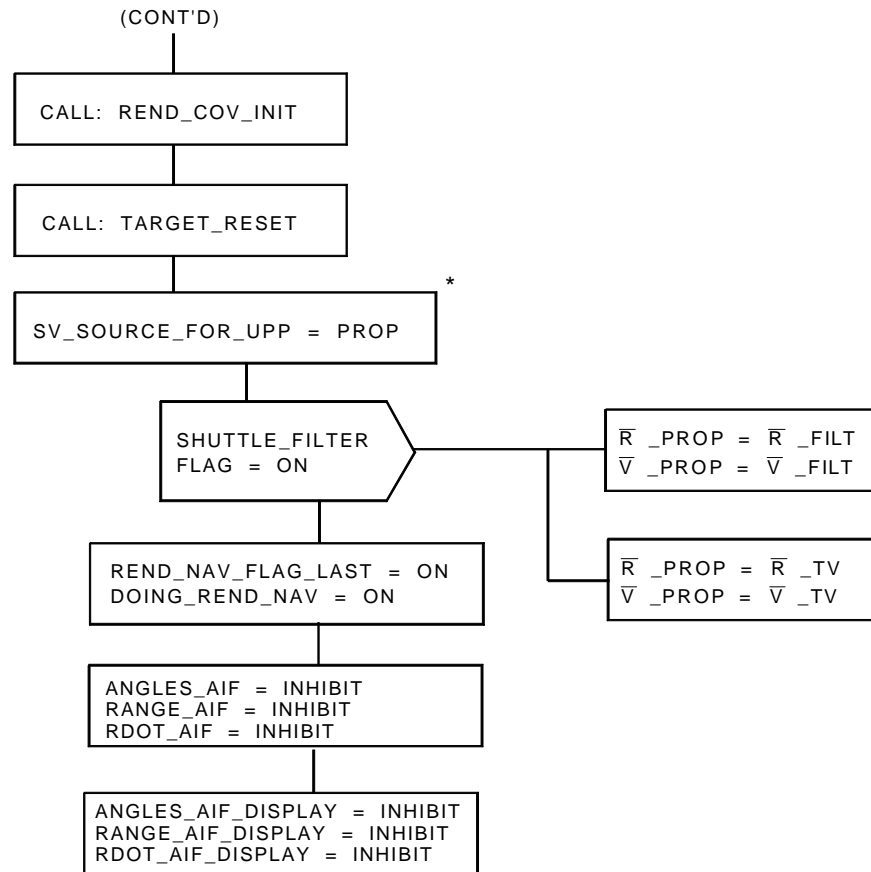 (CONT'D)
CALL: REND_COV_INIT
CALL: TARGET_RESET
*
SV_SOURCE_FOR_UPP = PROP
SHUTTLE_FILTER
FLAG = ON
R̅ _PROP = R̅ _FILT
V̅ _PROP = V̅ _FILT
R̅ _PROP = R̅ _TV
V̅ _PROP = V̅ _TV
REND_NAV_FLAG_LAST = ON
DOING_REND_NAV = ON
ANGLES_AIF = INHIBIT
RANGE_AIF = INHIBIT
RDOT_AIF = INHIBIT
ANGLES_AIF_DISPLAY = INHIBIT
RANGE_AIF_DISPLAY = INHIBIT
RDOT_AIF_DISPLAY = INHIBIT